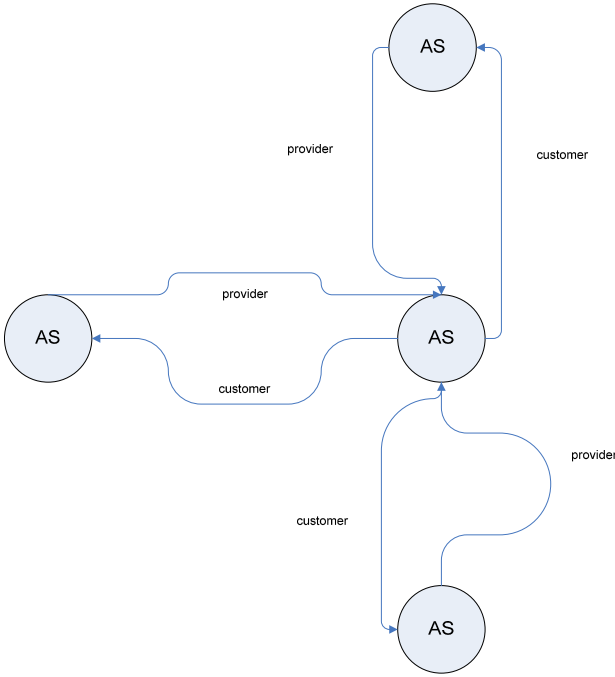 AS
provider
customer
provider
AS
AS
customer
provider
customer
AS